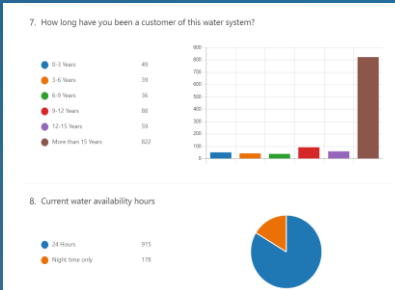 7. How long have you been a customer of this water system?
0-3 Years 49
3-6 Years 39
6-9 Years 36
9-12 Years 88
12-15 Years 59
More than 15 Years 822
900
800
700
600
500
400
300
200
100
0
8. Current water availability hours
24 Hours 915
Night time only 178